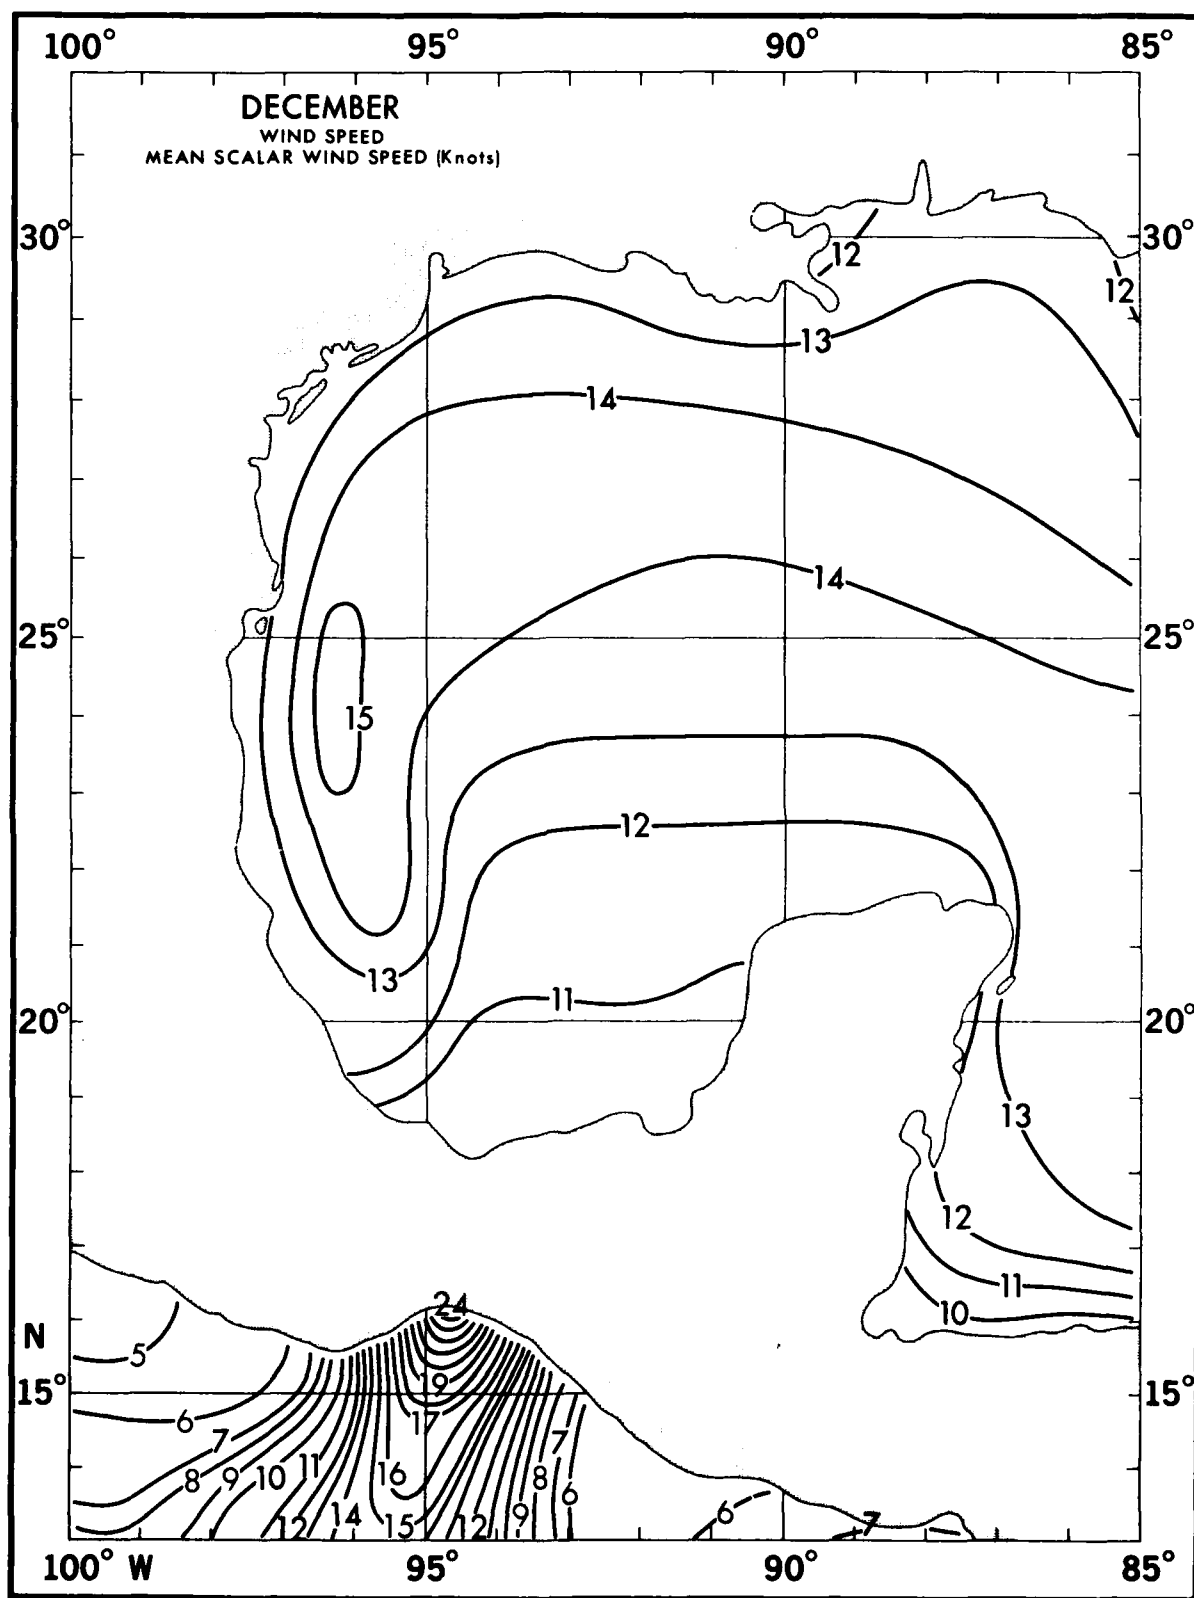 100° 95° 90° 85°
DECEMBER
WIND SPEED
MEAN SCALAR WIND SPEED (Knots)
30° 12 30°
12
13
14
14
25° 25°
15
12
13 11
20° 20°
13
12
11
24 10
N
5
15° 19 15°
6 17
7 7
8 9 10 11 16 8 6
12 14 15 12 9 6 7
100° W 95° 90° 85°